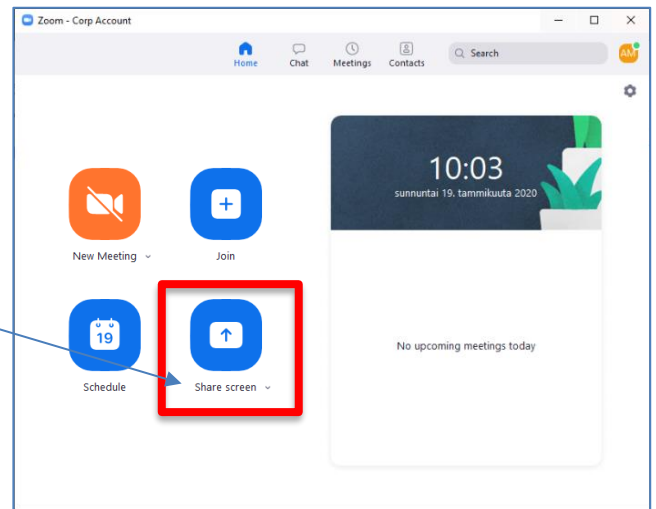 Zoom - Corp Account
Home
Chat
Meetings
Contacts
Search
AM
10:03
sunnuntai 19. tammikuuta 2020
New Meeting
Join
19
Schedule
Share screen
No upcoming meetings today